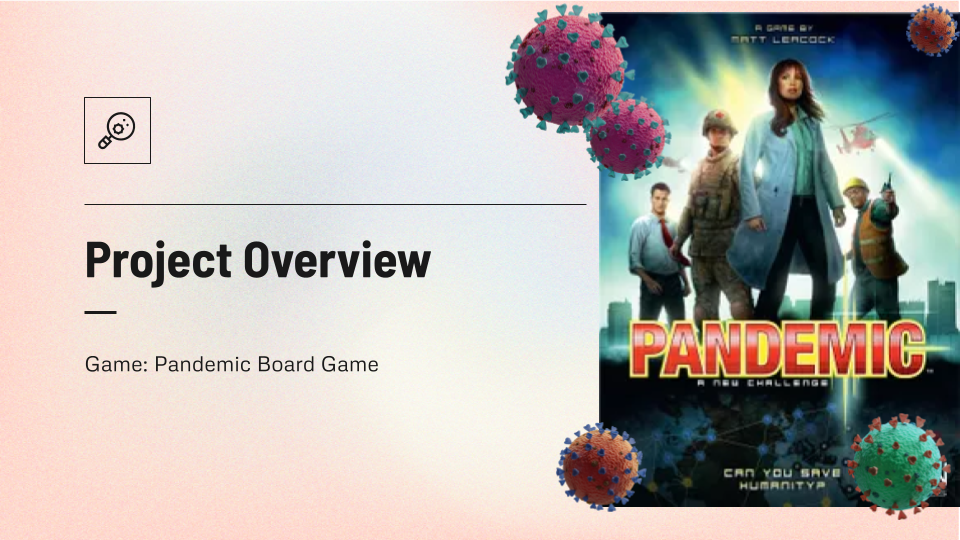 Project Overview
Game: Pandemic Board Game
A GAME BY
MATT LEACOCK
PANDEMIC
A NEW CHALLENGE
CAN YOU SAVE
HUMANITY?